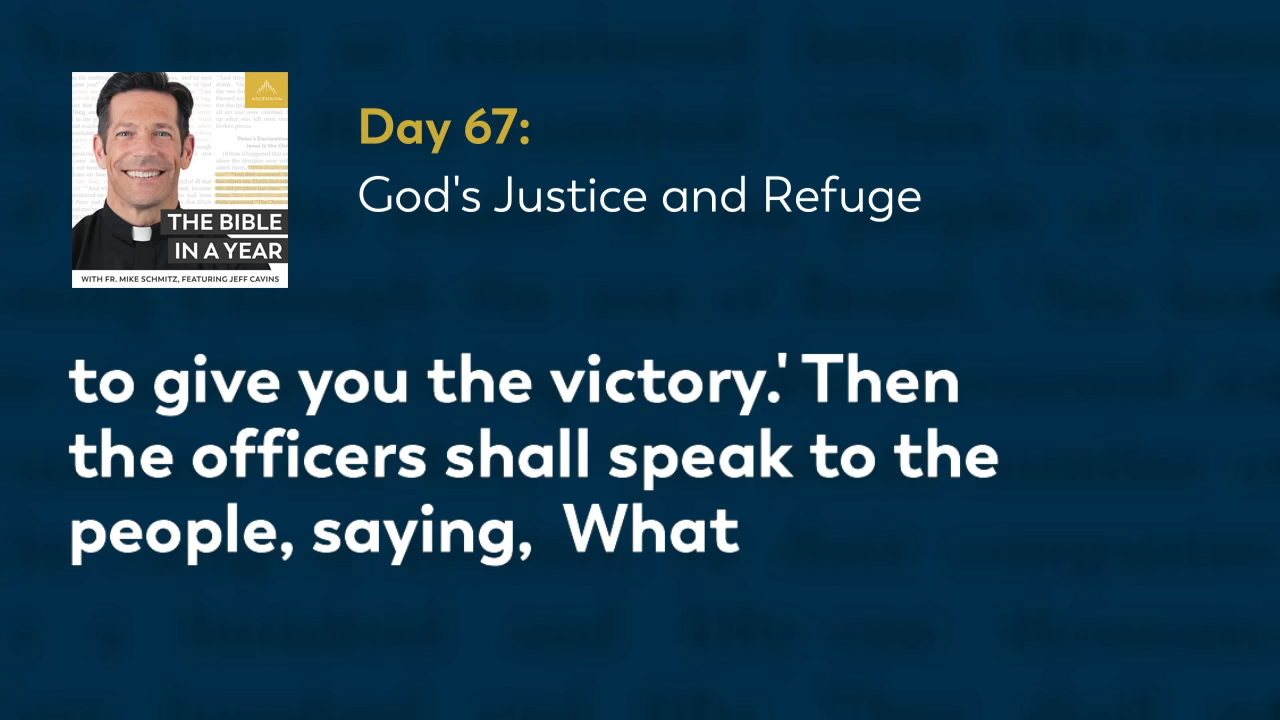 ASCENSION
THE BIBLE
IN A YEAR
WITH FR. MIKE SCHMITZ, FEATURING JEFF CAVINS
Day 67:
God's Justice and Refuge
to give you the victory.' Then
the officers shall speak to the
people, saying,  What